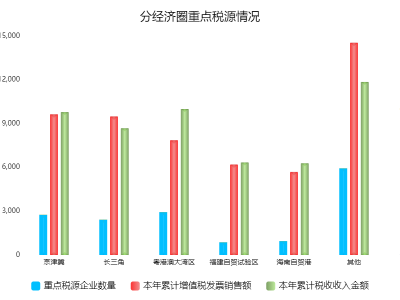 分经济圈重点税源情况
15,000
12,000
9,000
6,000
3,000
0
京津冀 长三角 粤港澳大湾区 福建自贸试验区 海南自贸港 其他
重点税源企业数量 本年累计增值税发票销售额 本年累计税收收入金额